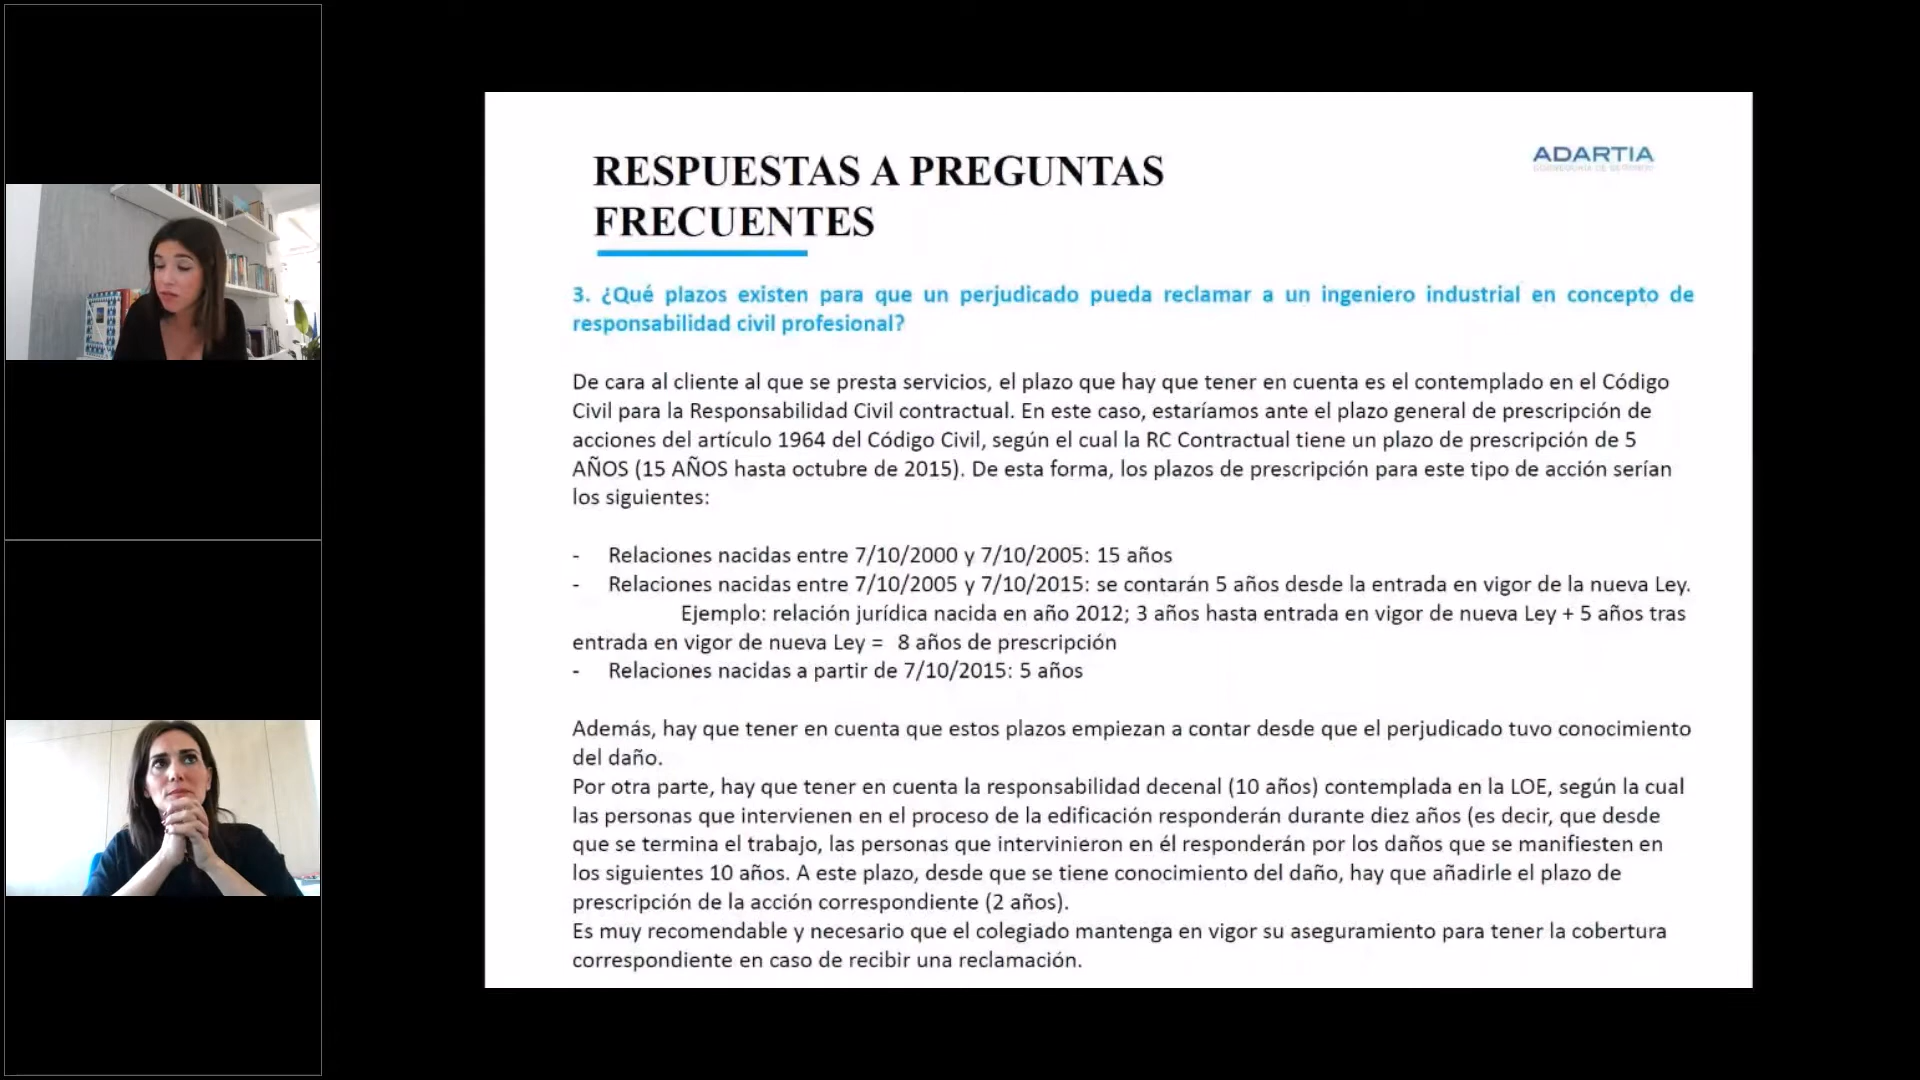 RESPUESTAS A PREGUNTAS
FRECUENTES
ADARTIA
3. ¿Qué plazos existen para que un perjudicado pueda reclamar a un ingeniero industrial en concepto de
responsabilidad civil profesional?
De cara al cliente al que se presta servicios, el plazo que hay que tener en cuenta es el contemplado en el Código
Civil para la Responsabilidad Civil contractual. En este caso, estaríamos ante el plazo general de prescripción de
acciones del artículo 1964 del Código Civil, según el cual la RC Contractual tiene un plazo de prescripción de 5
AÑOS (15 AÑOS hasta octubre de 2015). De esta forma, los plazos de prescripción para este tipo de acción serían
los siguientes:
- Relaciones nacidas entre 7/10/2000 y 7/10/2005: 15 años
- Relaciones nacidas entre 7/10/2005 y 7/10/2015: se contarán 5 años desde la entrada en vigor de la nueva Ley.
Ejemplo: relación jurídica nacida en año 2012; 3 años hasta entrada en vigor de nueva Ley + 5 años tras
entrada en vigor de nueva Ley = 8 años de prescripción
- Relaciones nacidas a partir de 7/10/2015: 5 años
Además, hay que tener en cuenta que estos plazos empiezan a contar desde que el perjudicado tuvo conocimiento
del daño.
Por otra parte, hay que tener en cuenta la responsabilidad decenal (10 años) contemplada en la LOE, según la cual
las personas que intervienen en el proceso de la edificación responderán durante diez años (es decir, que desde
que se termina el trabajo, las personas que intervinieron en él responderán por los daños que se manifiesten en
los siguientes 10 años. A este plazo, desde que se tiene conocimiento del daño, hay que añadirle el plazo de
prescripción de la acción correspondiente (2 años).
Es muy recomendable y necesario que el colegiado mantenga en vigor su aseguramiento para tener la cobertura
correspondiente en caso de recibir una reclamación.